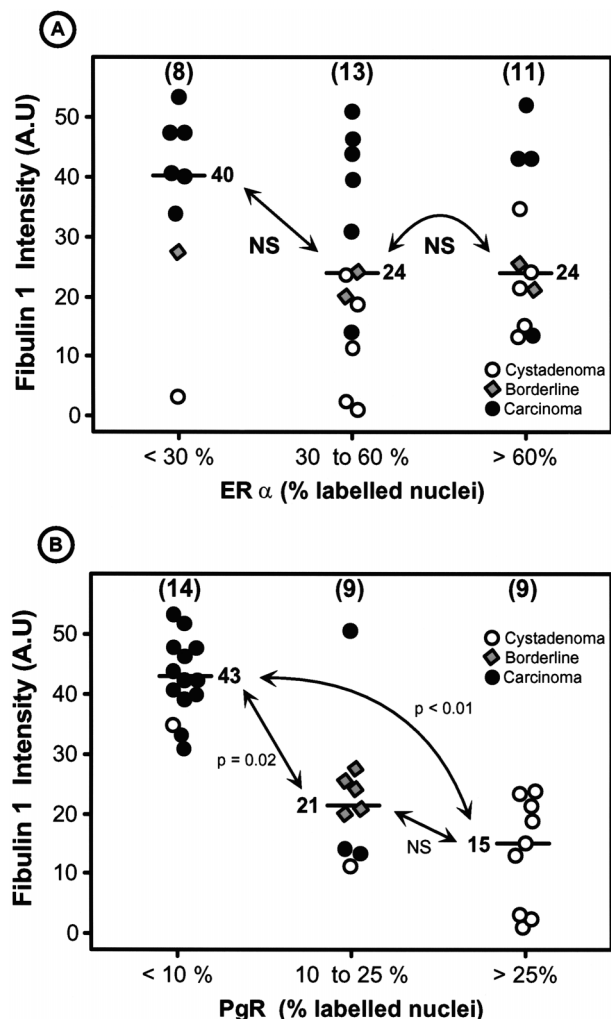 A
(8) (13) (11)
50
40
30
20
10
0
Fibulin 1 Intensity (A.U)
40
NS
24
NS
24
Cystadenoma
Borderline
Carcinoma
< 30 % 30 to 60 % > 60%
ER α (% labelled nuclei)
B
(14) (9) (9)
50
40
30
20
10
0
Fibulin 1 Intensity (A.U)
Cystadenoma
Borderline
Carcinoma
43
p < 0.01
p = 0.02
21
NS
15
< 10 % 10 to 25 % > 25%
PgR (% labelled nuclei)